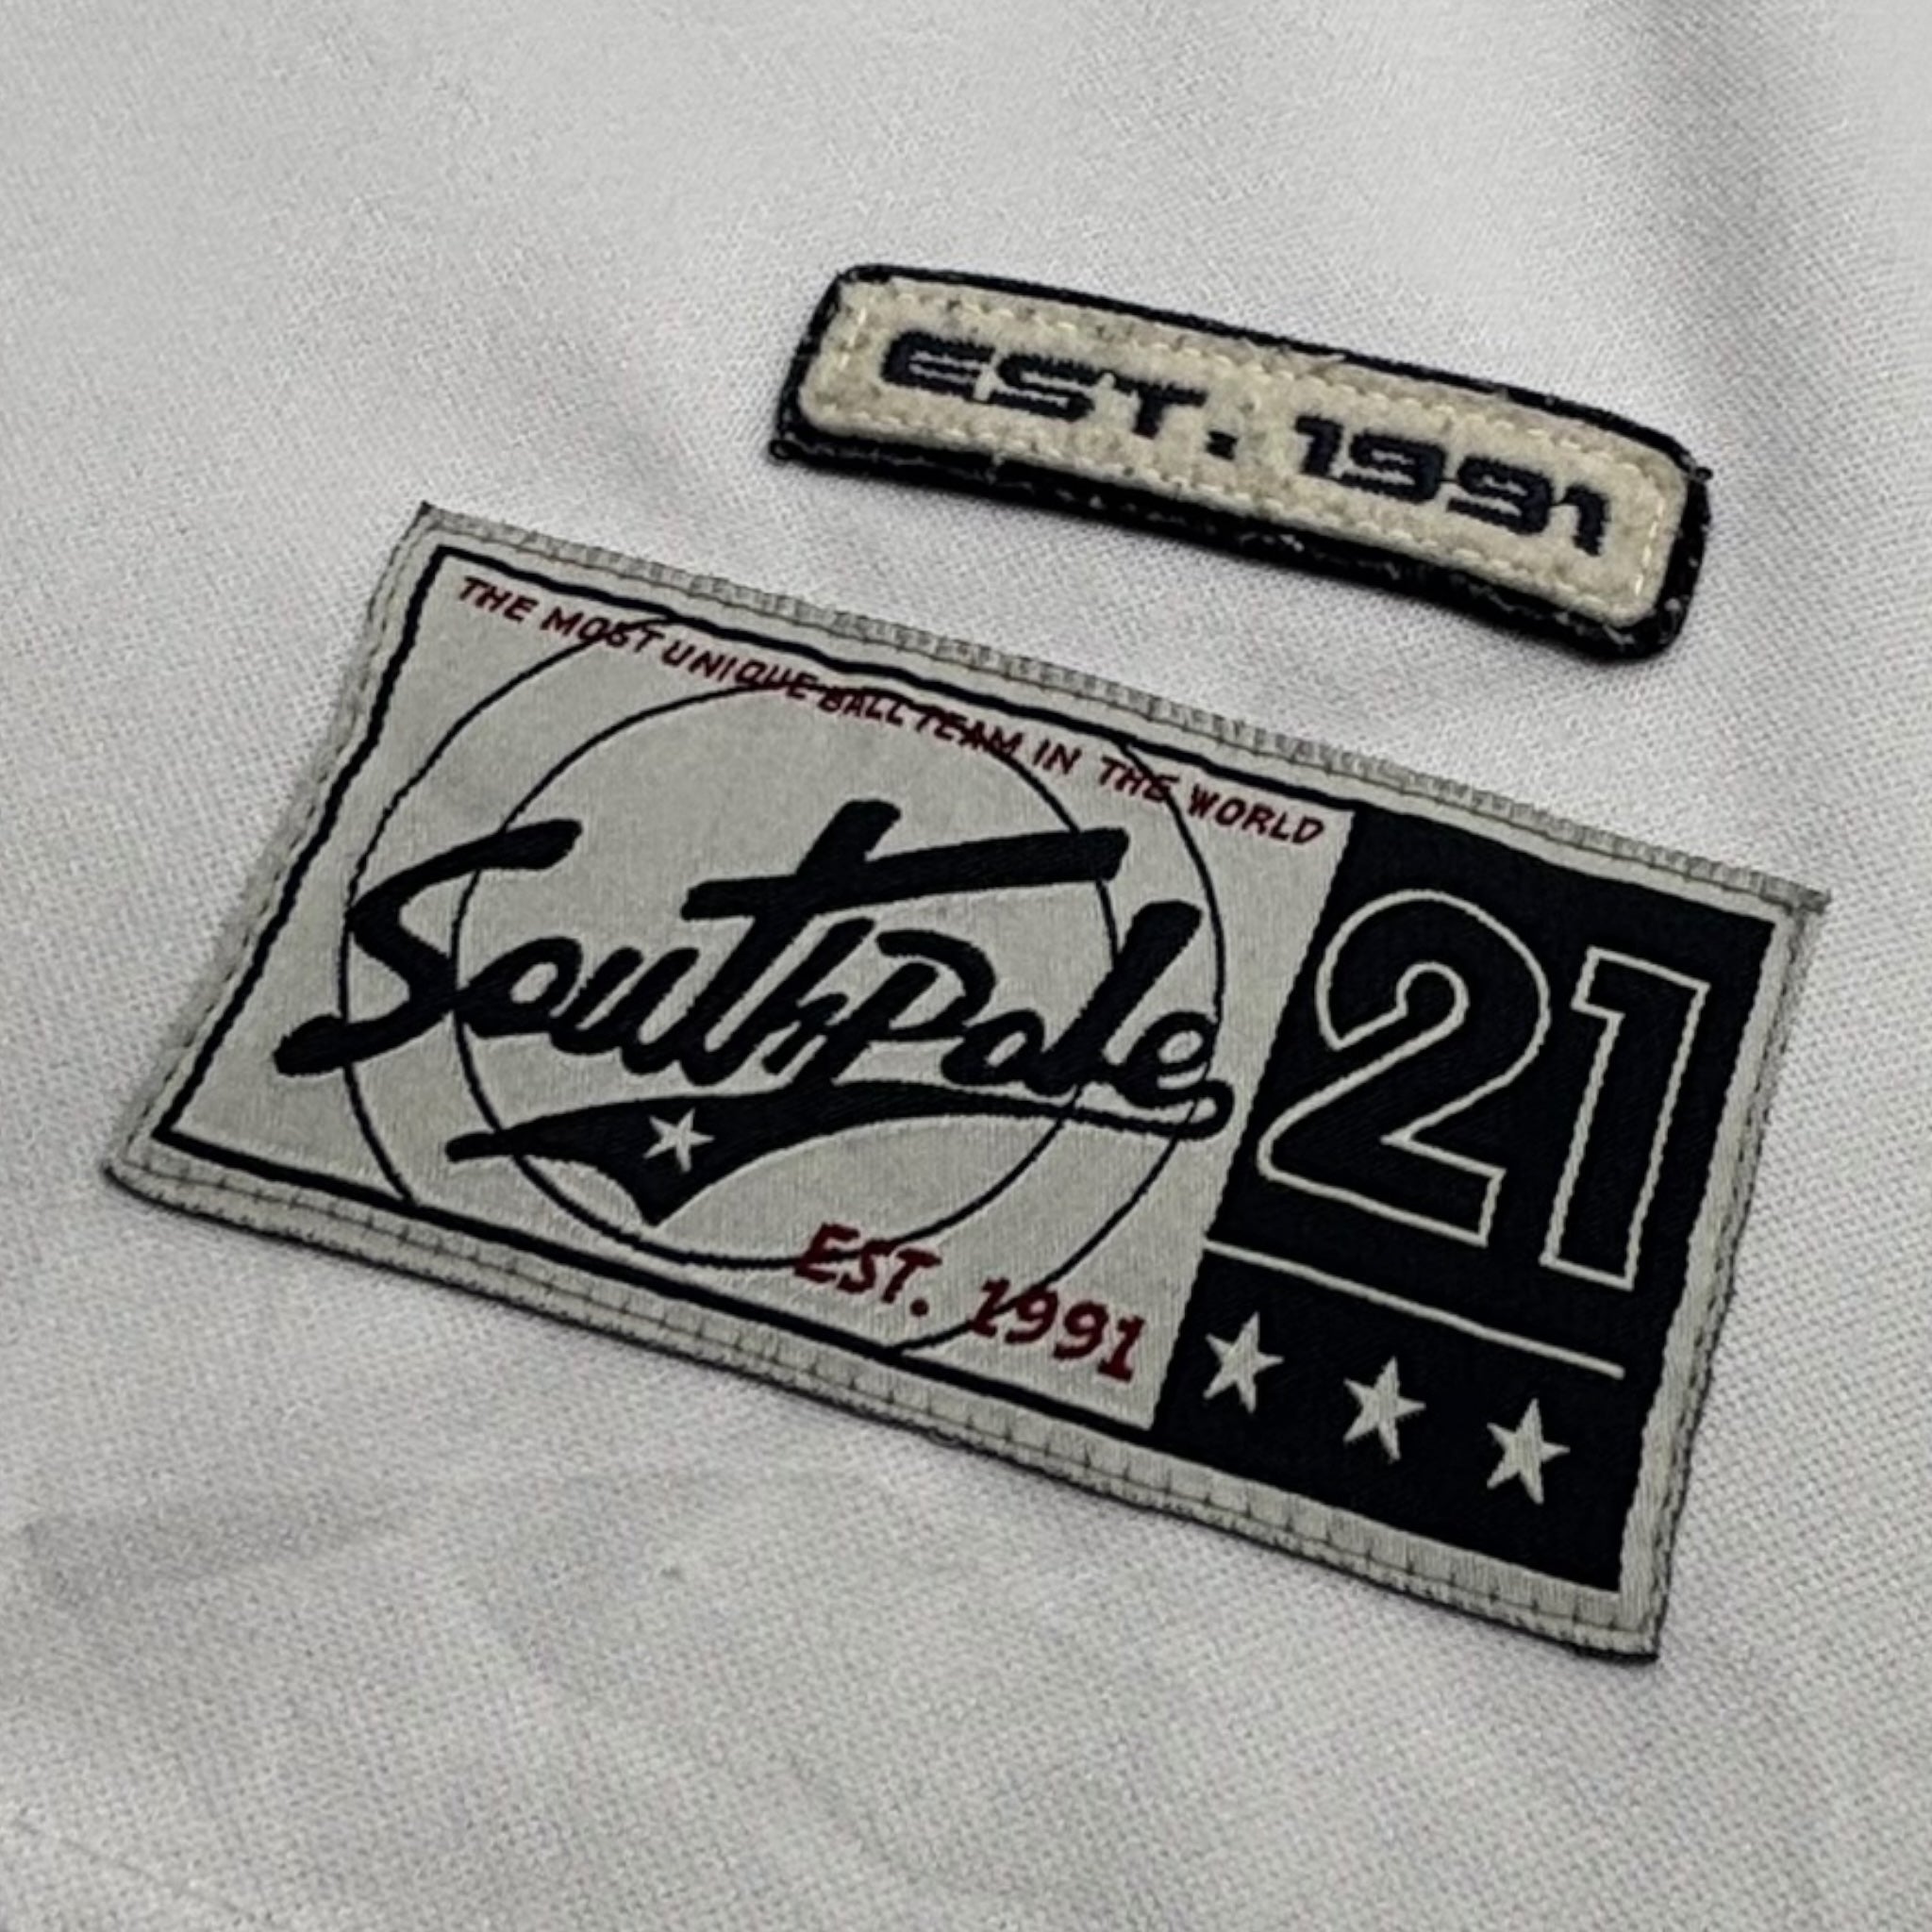 EST. 1991
THE MOST UNIQUE BALL TEAM IN THE WORLD
SouthPole
21
EST. 1991